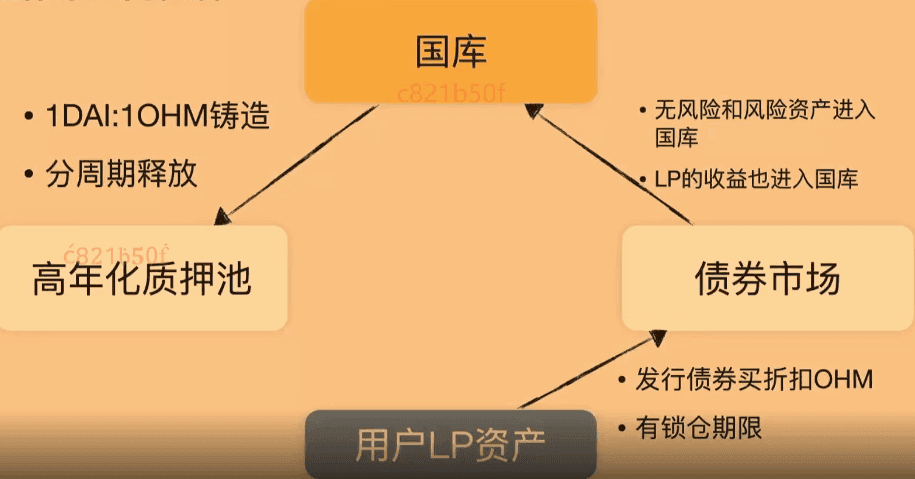 国库
c821b50f
• 1DAI:1OHM铸造
• 分周期释放
• 无风险和风险资产进入
国库
• LP的收益也进入国库
c821b50f
高年化质押池
债券市场
• 发行债券买折扣OHM
• 有锁仓期限
用户LP资产